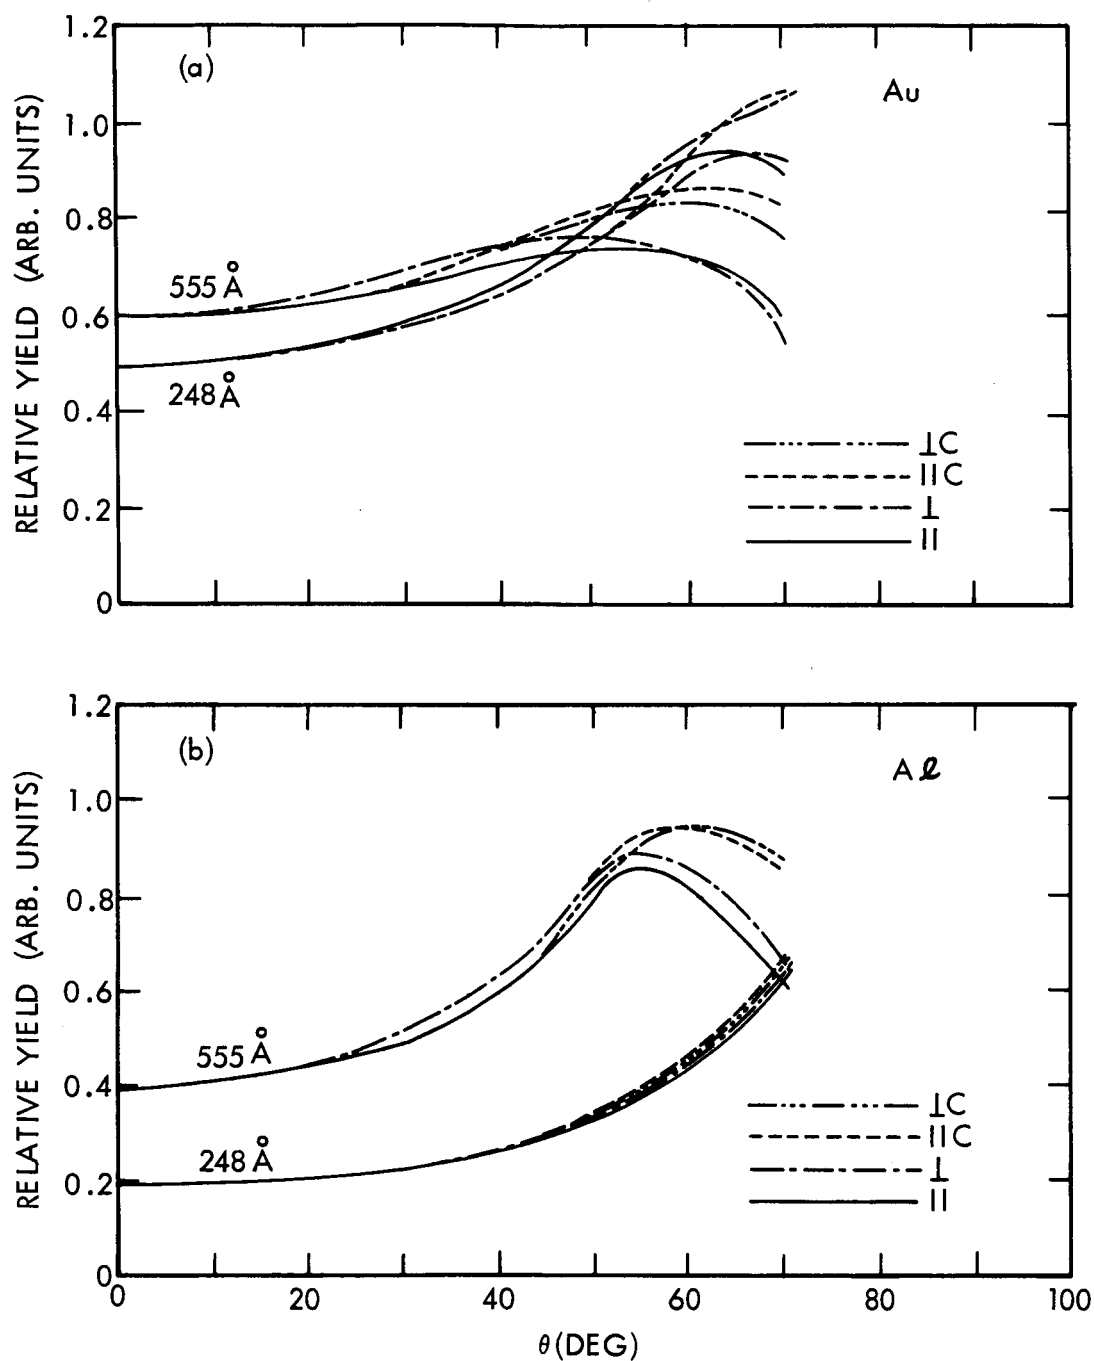 1.2
(a)
Au
1.0
0.8
555 Å
0.6
248 Å
0.4
⊥C
||C
0.2
⊥
||
0
RELATIVE YIELD (ARB. UNITS)
1.2
(b)
Aℓ
1.0
0.8
0.6
555 Å
0.4
⊥C
||C
248 Å
0.2
⊥
||
0
RELATIVE YIELD (ARB. UNITS)
0 20 40 60 80 100
θ (DEG)